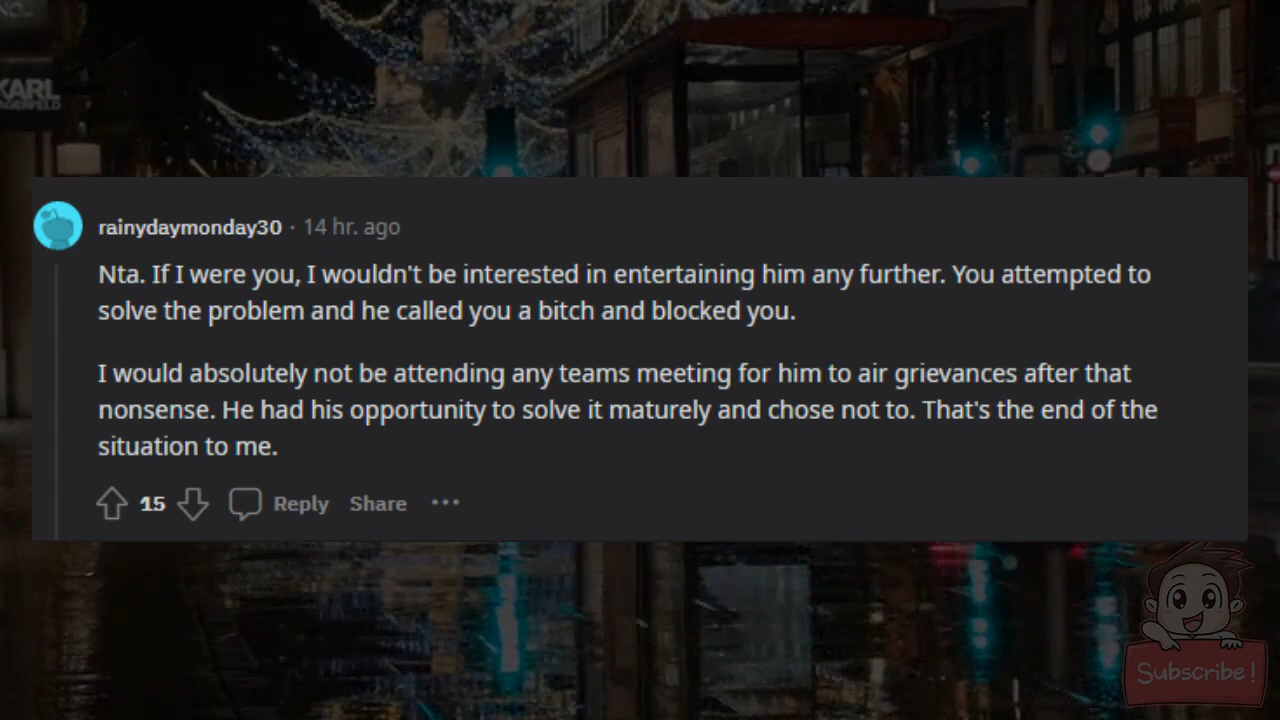 NO...
KARL
rainydaymonday30 · 14 hr. ago
Nta. If I were you, I wouldn't be interested in entertaining him any further. You attempted to
solve the problem and he called you a bitch and blocked you.
I would absolutely not be attending any teams meeting for him to air grievances after that
nonsense. He had his opportunity to solve it maturely and chose not to. That's the end of the
situation to me.
15 Reply Share ···
Subscribe!